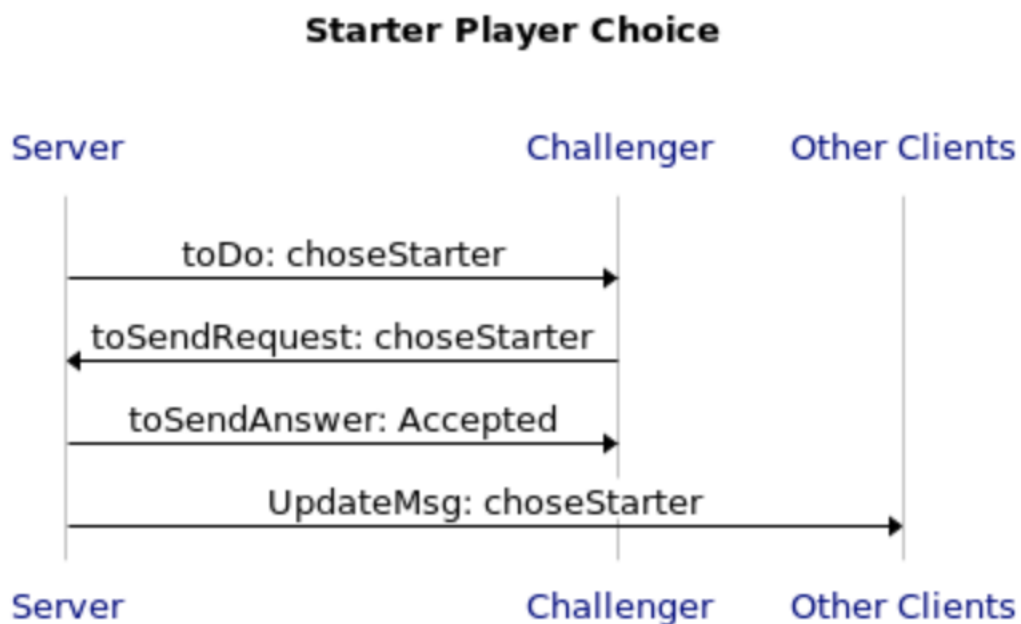 Starter Player Choice
Server Challenger Other Clients
toDo: choseStarter
toSendRequest: choseStarter
toSendAnswer: Accepted
UpdateMsg: choseStarter
Server Challenger Other Clients